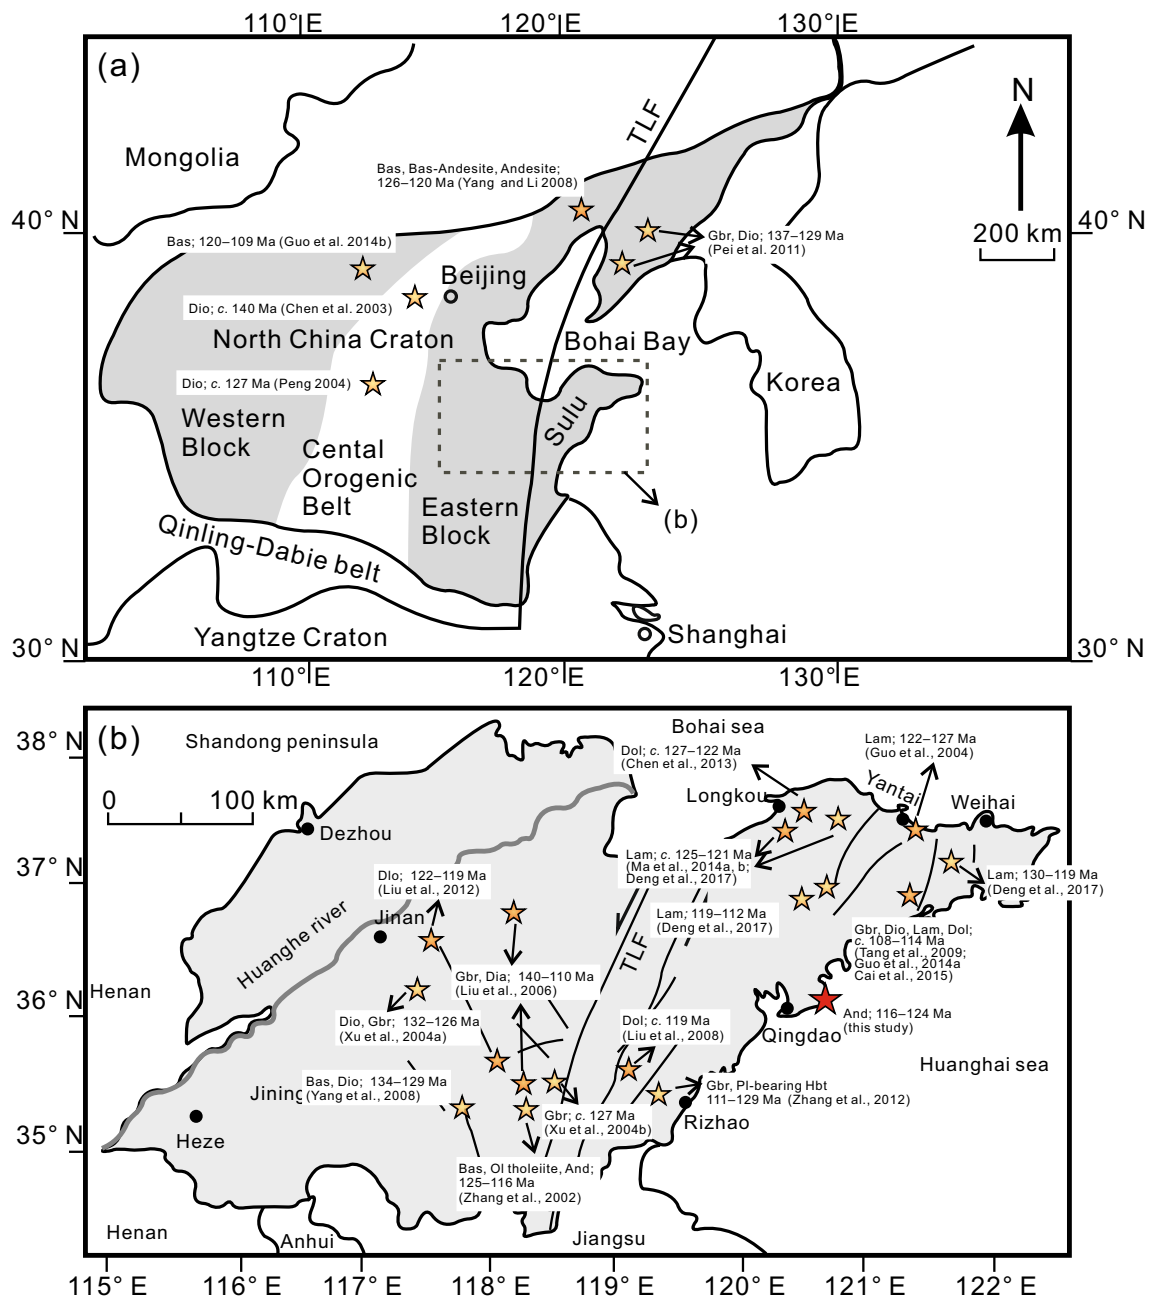 110°E 120°E 130°E
(a)
N
TLF
Mongolia
Bas, Bas-Andesite, Andesite;
126–120 Ma (Yang and Li 2008)
40° N 40° N
Gbr, Dio; 137–129 Ma
(Pei et al. 2011)
200 km
Bas; 120–109 Ma (Guo et al. 2014b)
Beijing
Dio; c. 140 Ma (Chen et al. 2003)
North China Craton
Bohai Bay
Dio; c. 127 Ma (Peng 2004)
Korea
Western
Block
Sulu
Cental
Orogenic
Belt
Eastern
Block
(b)
Qinling-Dabie belt
Yangtze Craton
Shanghai
30° N 30° N
110°E 120°E 130°E
(b)
38° N
Shandong peninsula
Bohai sea
Dol; c. 127–122 Ma
(Chen et al., 2013)
Lam; 122–127 Ma
(Guo et al., 2004)
0 100 km
Longkou
Yantai
Weihai
Dezhou
37° N
Lam; c. 125–121 Ma
(Ma et al., 2014a, b;
Deng et al., 2017)
Dlo; 122–119 Ma
(Liu et al., 2012)
Lam; 130–119 Ma
(Deng et al., 2017)
Jinan
Lam; 119–112 Ma
(Deng et al., 2017)
Huanghe river
TLF
Gbr, Dio, Lam, Dol;
c. 108–114 Ma
(Tang et al., 2009;
Guo et al., 2014a
Cai et al., 2015)
Gbr, Dia; 140–110 Ma
(Liu et al., 2006)
36° N
Henan
Dio, Gbr; 132–126 Ma
(Xu et al., 2004a)
Dol; c. 119 Ma
(Liu et al., 2008)
And; 116–124 Ma
(this study)
Qingdao
Huanghai sea
Bas, Dio; 134–129 Ma
(Yang et al., 2008)
Jining
Gbr, Pl-bearing Hbt
111–129 Ma (Zhang et al., 2012)
Gbr; c. 127 Ma
(Xu et al., 2004b)
Rizhao
35° N
Heze
Bas, Ol tholeiite, And;
125–116 Ma
(Zhang et al., 2002)
Henan
Anhui
Jiangsu
115° E 116° E 117° E 118° E 119° E 120° E 121° E 122° E